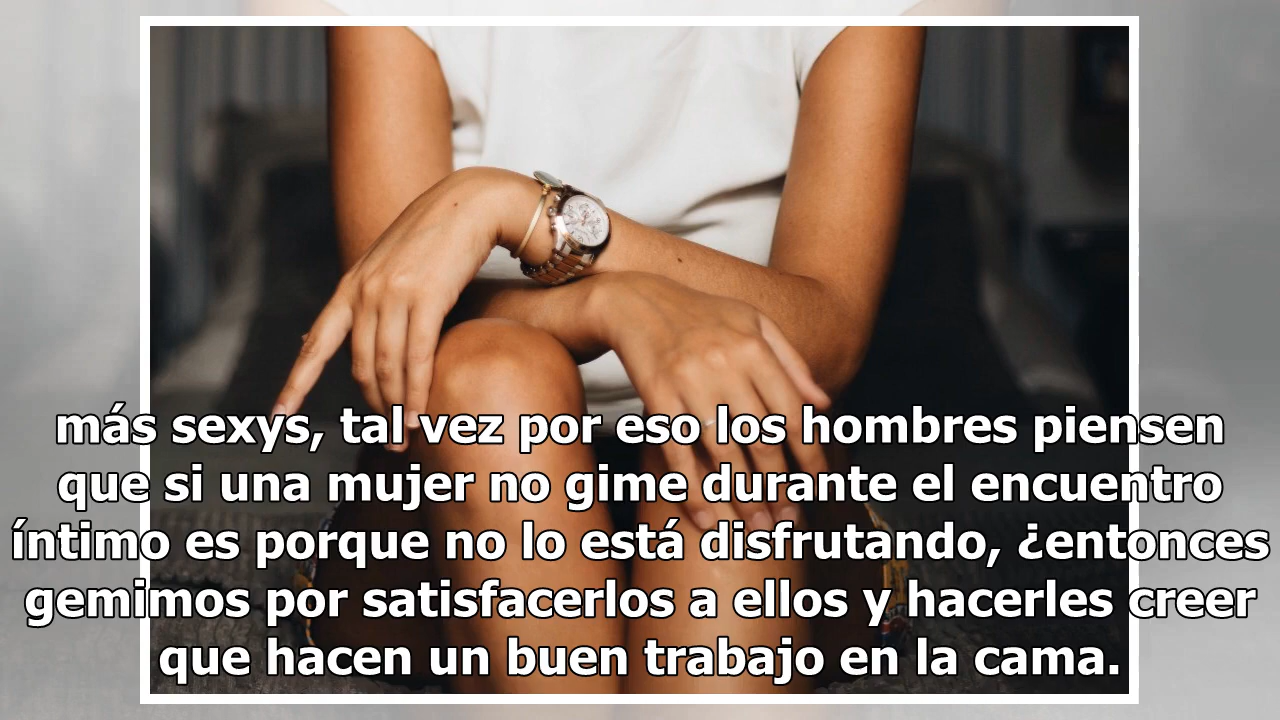 más sexys, tal vez por eso los hombres piensen
que si una mujer no gime durante el encuentro
íntimo es porque no lo está disfrutando, ¿entonces
gemimos por satisfacerlos a ellos y hacerles creer
que hacen un buen trabajo en la cama.